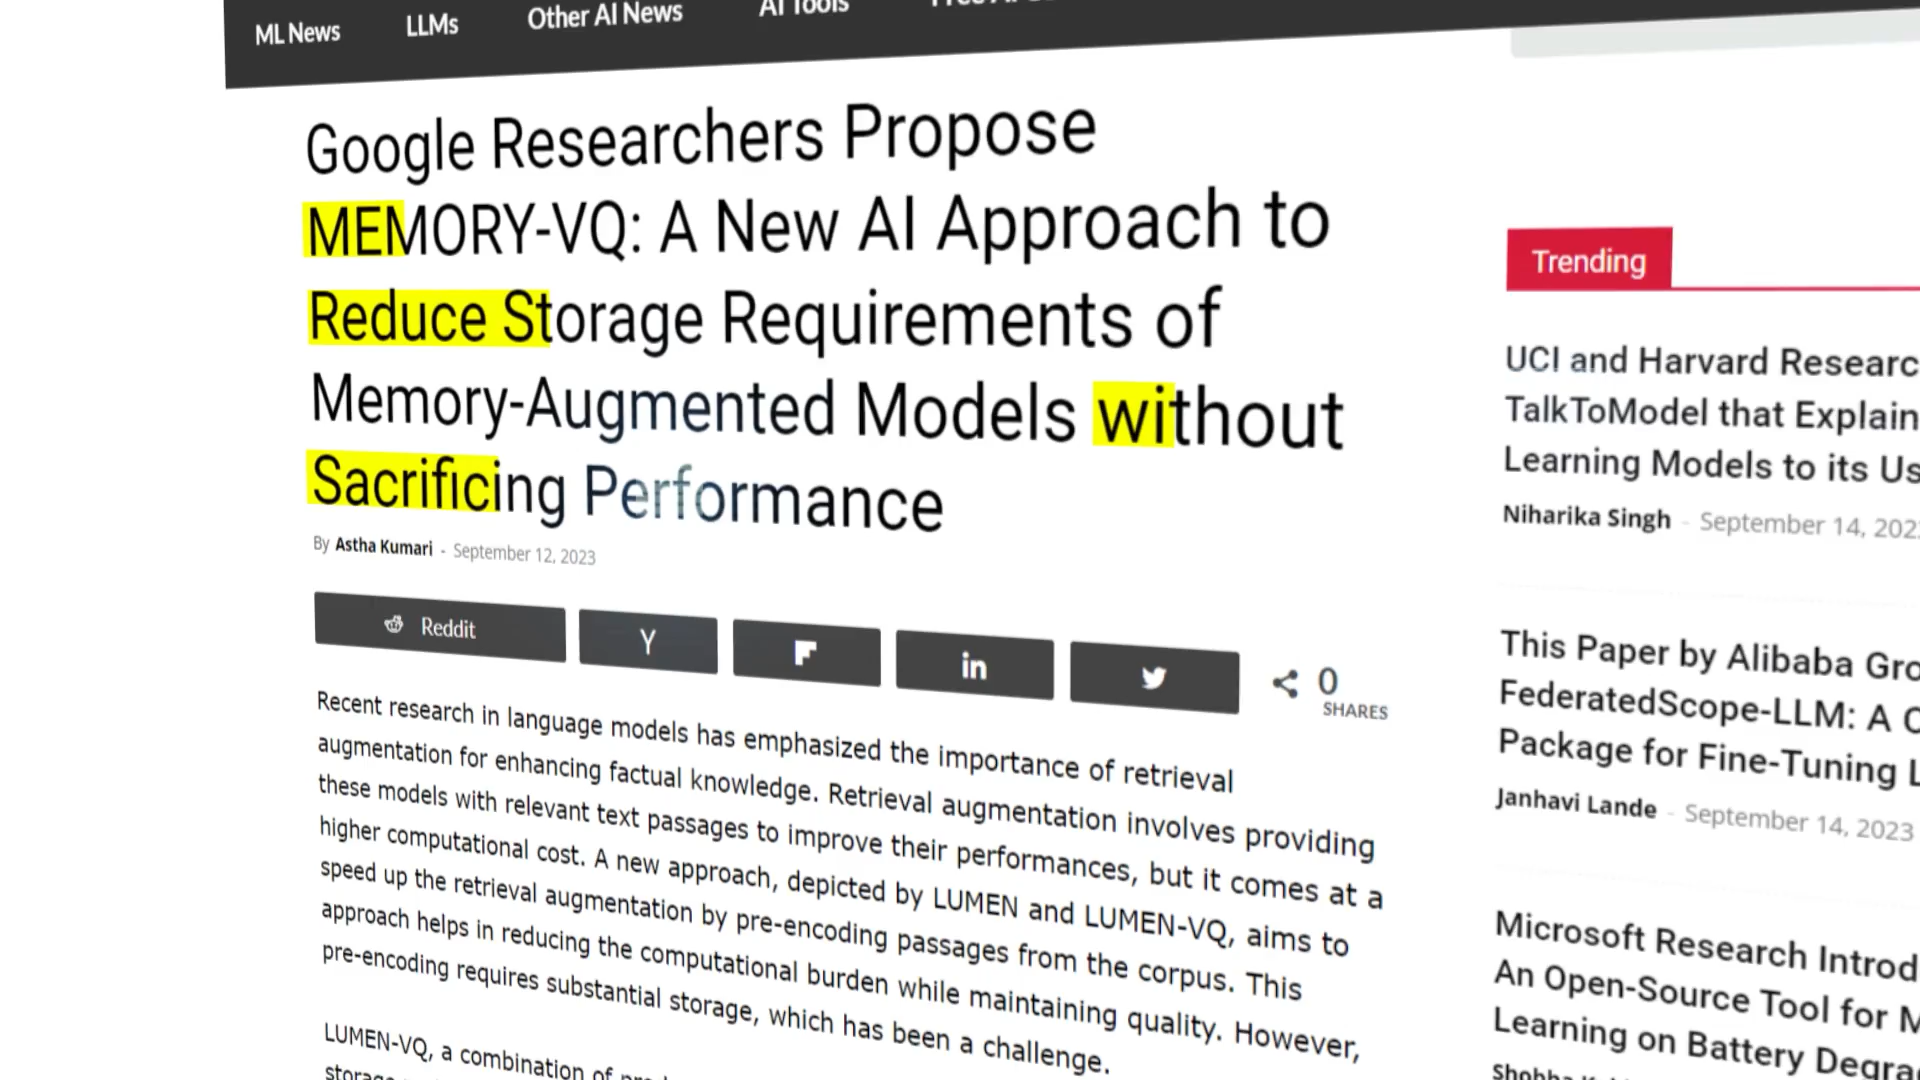 ML News
LLMs
Other AI News
AI Tools
Google Researchers Propose
MEMORY-VQ: A New AI Approach to
Reduce Storage Requirements of
Memory-Augmented Models without
Sacrificing Performance
By Astha Kumari - September 12, 2023
Reddit
0
SHARES
Recent research in language models has emphasized the importance of retrieval
augmentation for enhancing factual knowledge. Retrieval augmentation involves providing
these models with relevant text passages to improve their performances, but it comes at a
higher computational cost. A new approach, depicted by LUMEN and LUMEN-VQ, aims to
speed up the retrieval augmentation by pre-encoding passages from the corpus. This
approach helps in reducing the computational burden while maintaining quality. However,
pre-encoding requires substantial storage, which has been a challenge.
LUMEN-VQ, a combination of
Trending
UCI and Harvard
TalkToModel that Explain
Learning Models to its
Niharika Singh - September 14,
This Paper by Alibaba
FederatedScope-LLM: A
Package for Fine-Tuning
Janhavi Lande - September 14, 2023
Microsoft Research
An Open-Source Tool for
Learning on Battery